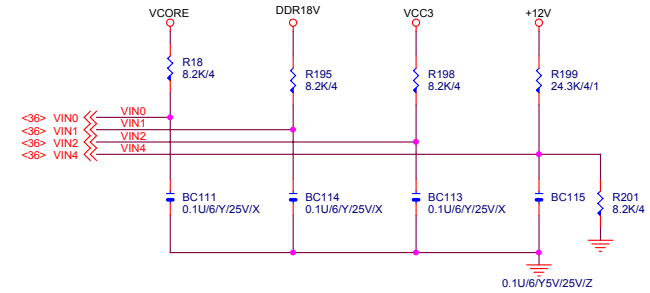 VCORE
DDR18V
VCC3
+12V
R18
8.2K/4
R195
8.2K/4
R198
8.2K/4
R199
24.3K/4/1
<36> VIN0 VIN0
<36> VIN1 VIN1
<36> VIN2 VIN2
<36> VIN4 VIN4
BC111
0.1U/6/Y/25V/X
BC114
0.1U/6/Y/25V/X
BC113
0.1U/6/Y/25V/X
BC115
R201
8.2K/4
0.1U/6/Y5V/25V/Z